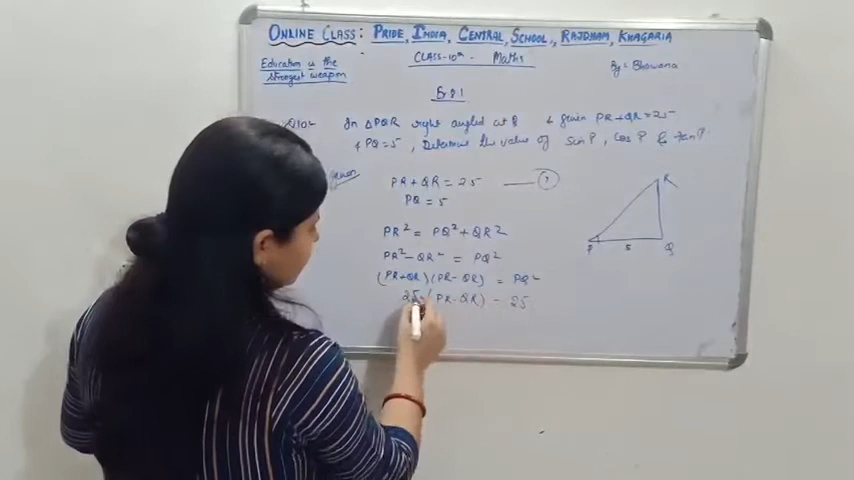 ONLINE CLASS: PRIDE, INDIA, CENTRAL, SCHOOL, RAJDHAM, KHAGARIA
Education is the
strongest weapon
CLASS-10th - Maths
By:- Bhawana
Ex 8.1
In △PQR right angled at Q & given PR+QR=25
& PQ=5, Determine the value of sin P, cos P & tan P
PR+QR = 25
PQ = 5
PR² = PQ²+QR²
PR²-QR² = PQ²
(PR+QR)(PR-QR) = PQ²
25 (PR-QR) = 25
R
P
5
Q